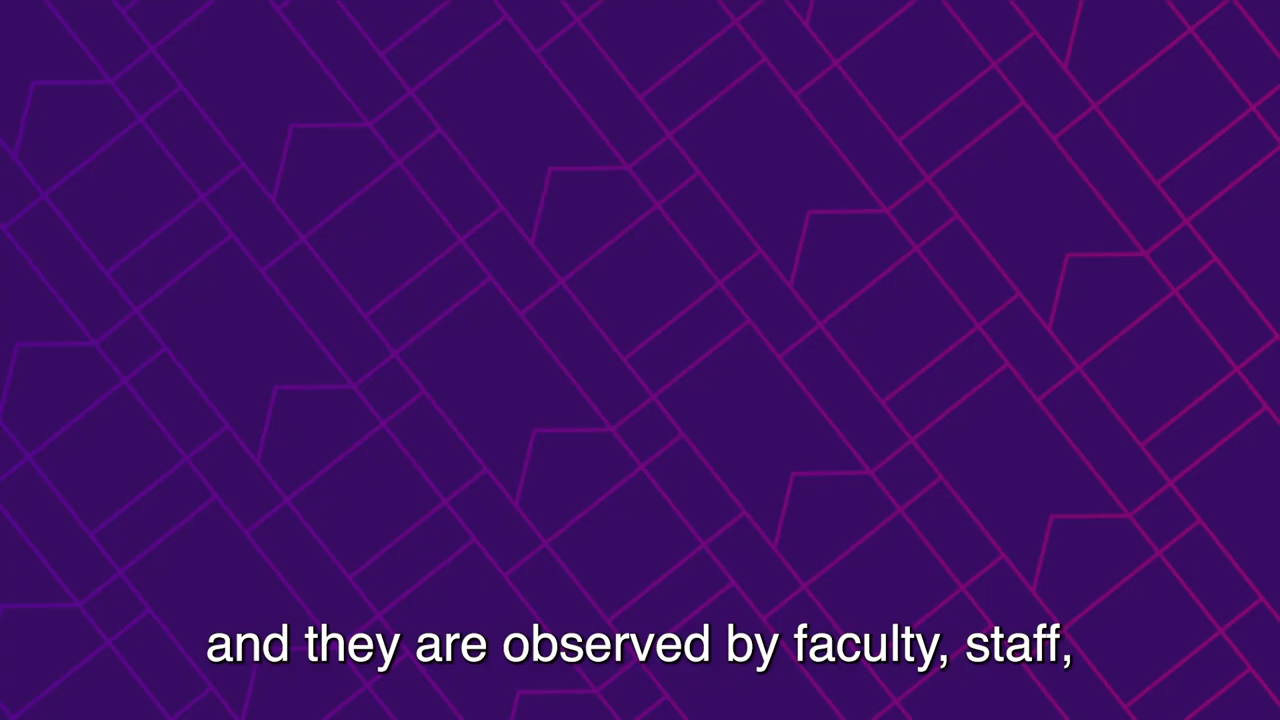 and they are observed by faculty, staff,